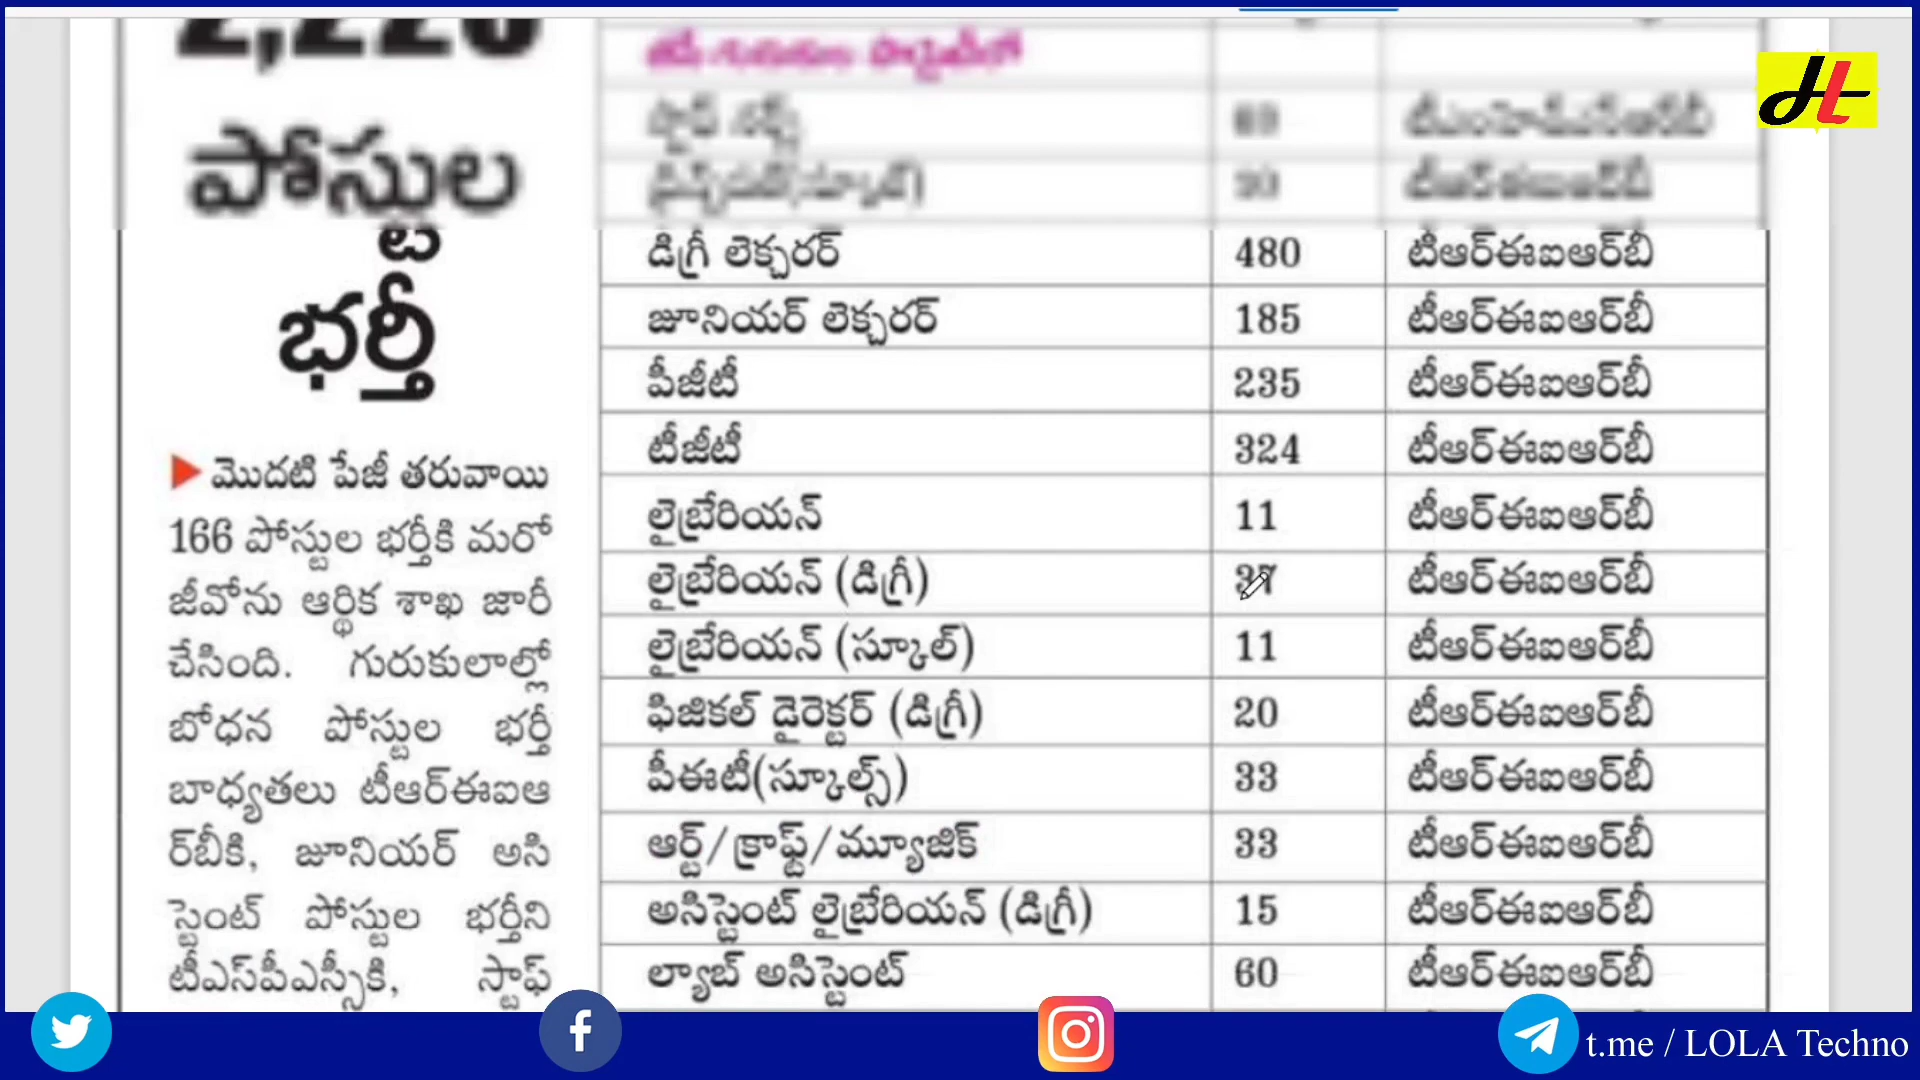 పోస్టుల
భర్తీ
మొదటి పేజీ తరువాయి
166 పోస్టుల భర్తీకి మరో
జీవోను ఆర్థిక శాఖ జారీ
చేసింది. గురుకులాల్లో
బోధన పోస్టుల భర్తీ
బాధ్యతలు టీఆర్ఈఐఆ
ర్‌బీకి, జూనియర్ అసి
స్టెంట్ పోస్టుల భర్తీని
టీఎస్‌పీఎస్సీకి, స్టాఫ్
స్టాఫ్ నర్స్
డిగ్రీ లెక్చరర్ 480 టీఆర్ఈఐఆర్‌బీ
జూనియర్ లెక్చరర్ 185 టీఆర్ఈఐఆర్‌బీ
పీజీటీ 235 టీఆర్ఈఐఆర్‌బీ
టీజీటీ 324 టీఆర్ఈఐఆర్‌బీ
లైబ్రేరియన్ 11 టీఆర్ఈఐఆర్‌బీ
లైబ్రేరియన్ (డిగ్రీ) 37 టీఆర్ఈఐఆర్‌బీ
లైబ్రేరియన్ (స్కూల్) 11 టీఆర్ఈఐఆర్‌బీ
ఫిజికల్ డైరెక్టర్ (డిగ్రీ) 20 టీఆర్ఈఐఆర్‌బీ
పీఈటీ(స్కూల్స్) 33 టీఆర్ఈఐఆర్‌బీ
ఆర్ట్/క్రాఫ్ట్/మ్యూజిక్ 33 టీఆర్ఈఐఆర్‌బీ
అసిస్టెంట్ లైబ్రేరియన్ (డిగ్రీ) 15 టీఆర్ఈఐఆర్‌బీ
ల్యాబ్ అసిస్టెంట్ 60 టీఆర్ఈఐఆర్‌బీ
t.me / LOLA Techno